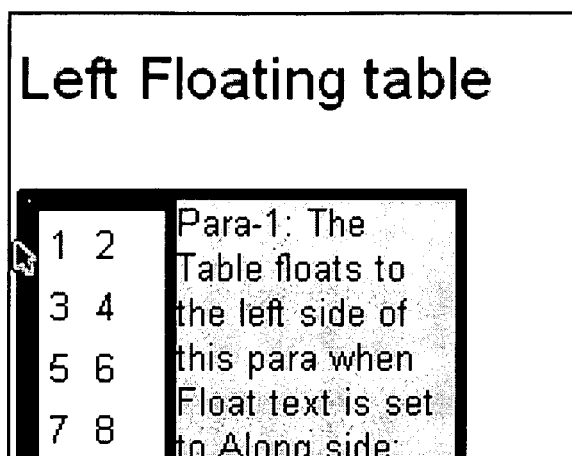 Left Floating table
1 2
3 4
5 6
7 8
Para-1: The
Table floats to
the left side of
this para when
Float text is set
to Along side: